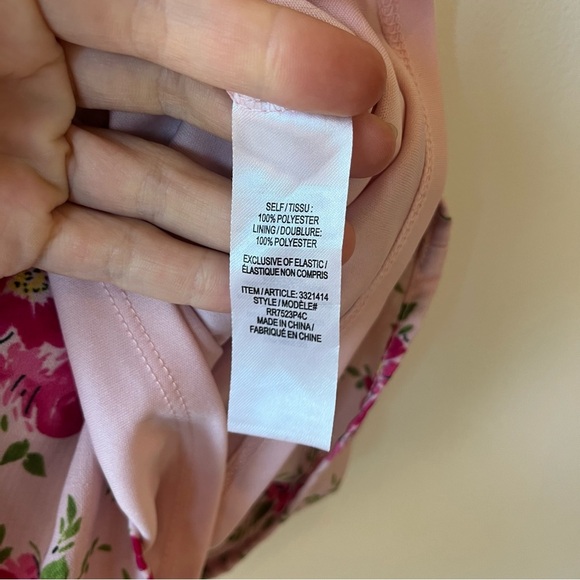 SELF/TISSU :
100% POLYESTER
LINING/DOUBLURE:
100% POLYESTER
EXCLUSIVE OF ELASTIC/
ÉLASTIQUE NON COMPRIS
ITEM/ARTICLE: 3321414
STYLE/MODÈLE#
RR7523P4C
MADE IN CHINA/
FABRIQUÉ EN CHINE